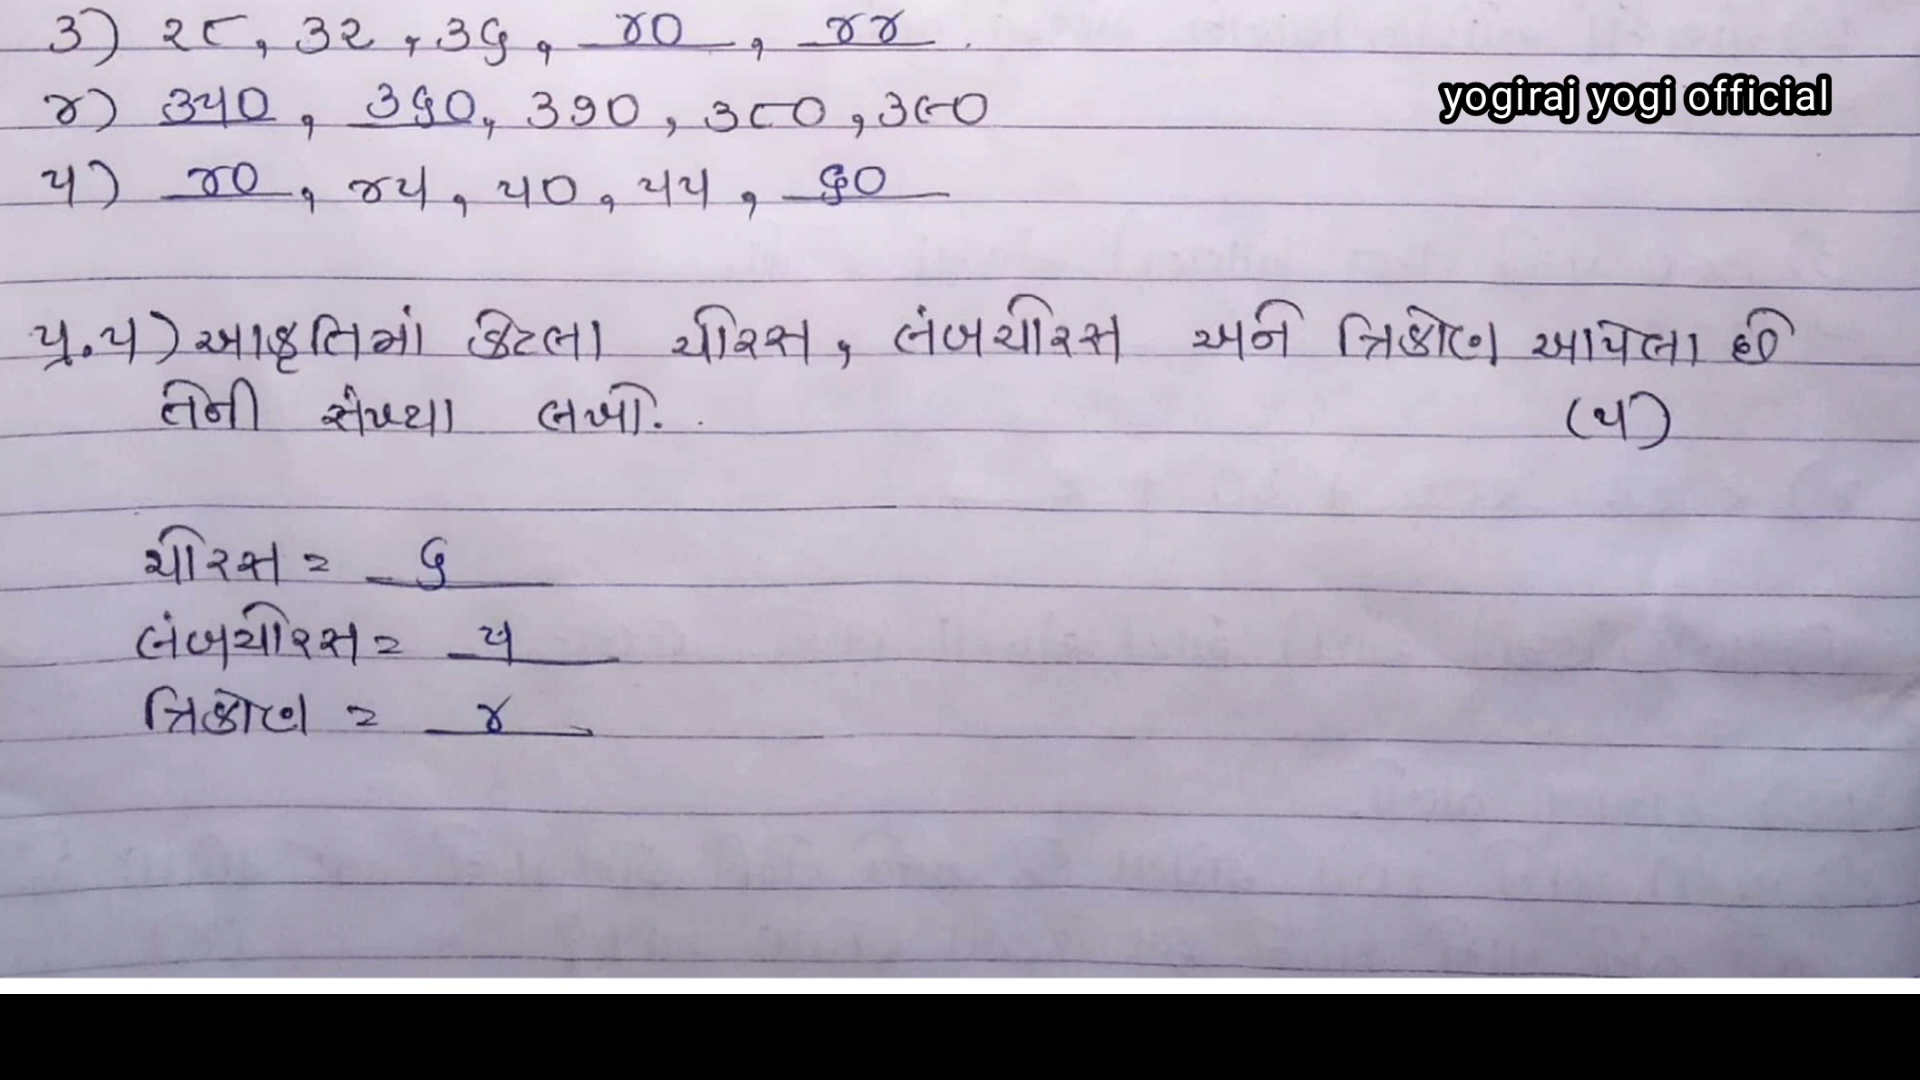 ૩) ૨૮, ૩૨, ૩૬, ૪૦, ૪૪.
૪) ૩૫૦, ૩૬૦, ૩૭૦, ૩૮૦, ૩૯૦
yogiraj yogi official
૫) ૪૦, ૪૫, ૫૦, ૫૫, ૬૦
પ્ર.૫) આકૃતિમાં કેટલા ચોરસ, લંબચોરસ અને ત્રિકોણ આપેલા છે
તેની સંખ્યા લખો. (૫)
ચોરસ = ૬
લંબચોરસ = ૫
ત્રિકોણ = ૪